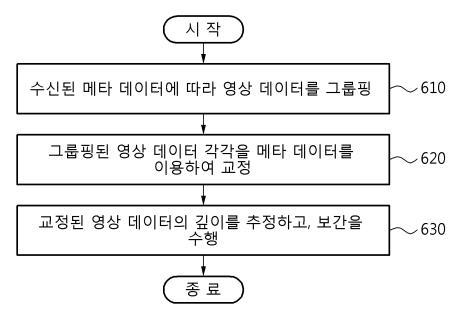 시 작
수신된 메타 데이터에 따라 영상 데이터를 그룹핑
610
그룹핑된 영상 데이터 각각을 메타 데이터를
이용하여 교정
620
교정된 영상 데이터의 깊이를 추정하고, 보간을
수행
630
종 료